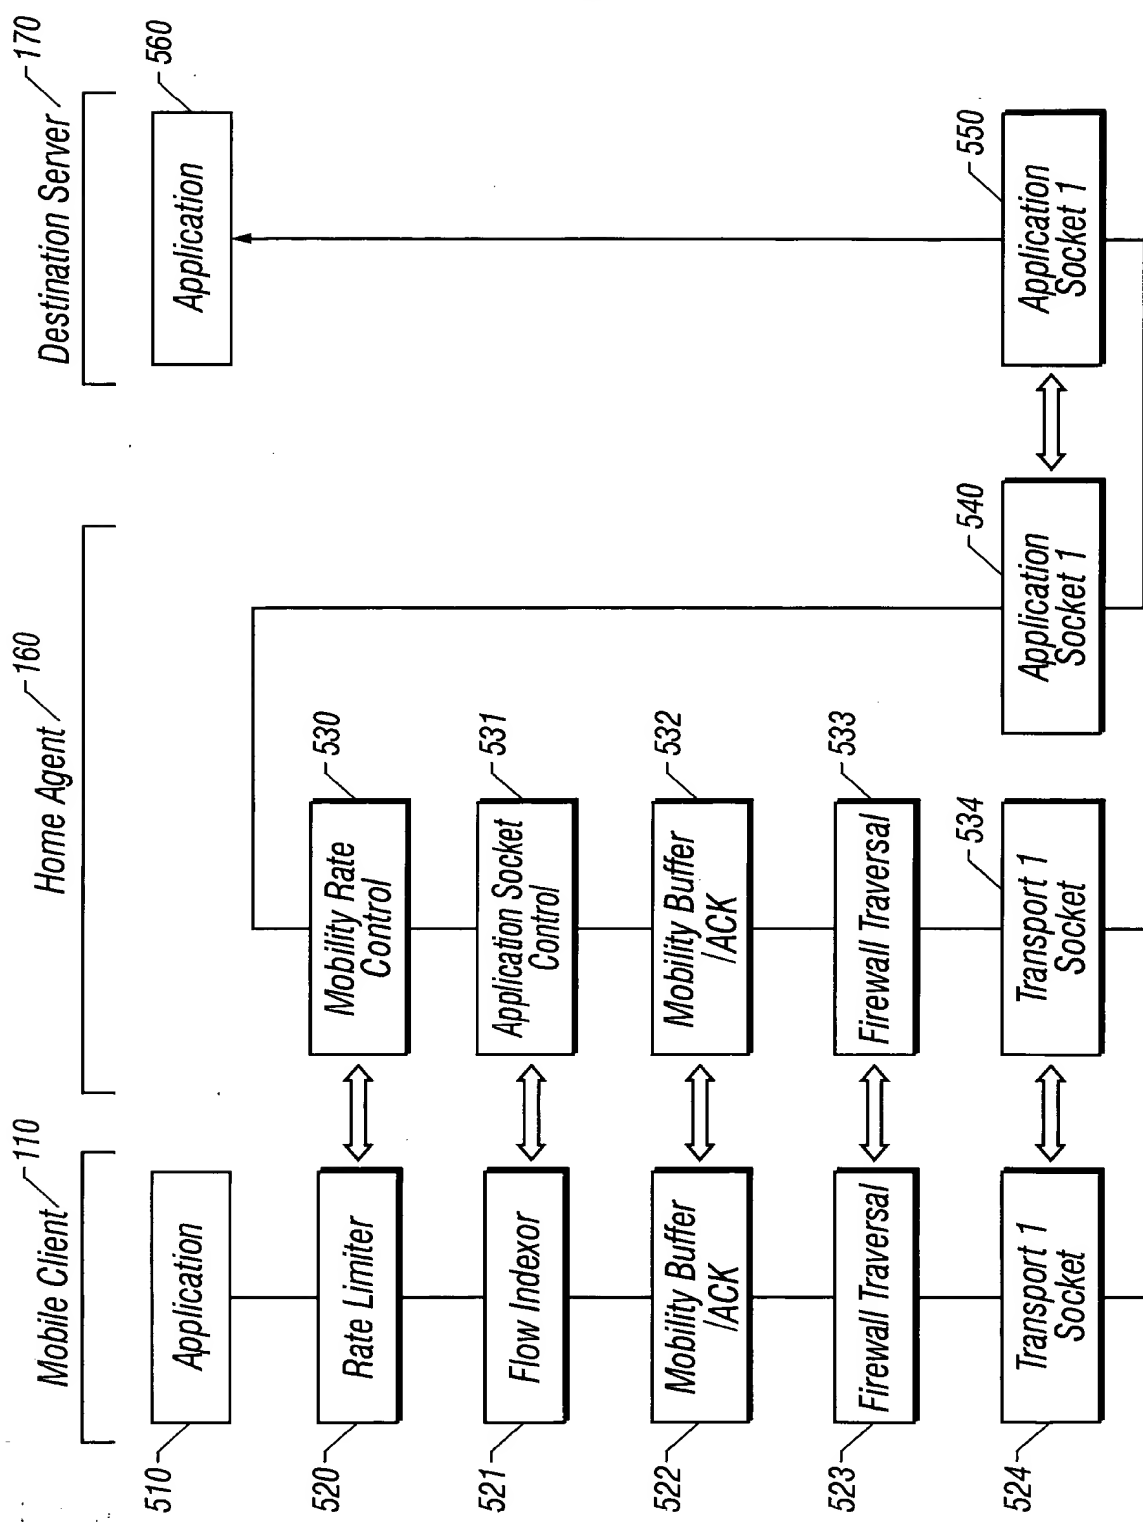 Mobile Client
110
Home Agent
160
Destination Server
170
510
Application
Application
560
520
Rate Limiter
Mobility Rate
Control
530
521
Flow Indexor
Application Socket
Control
531
522
Mobility Buffer
/ACK
Mobility Buffer
/ACK
532
523
Firewall Traversal
Firewall Traversal
533
524
Transport 1
Socket
Transport 1
Socket
534
Application
Socket 1
540
Application
Socket 1
550